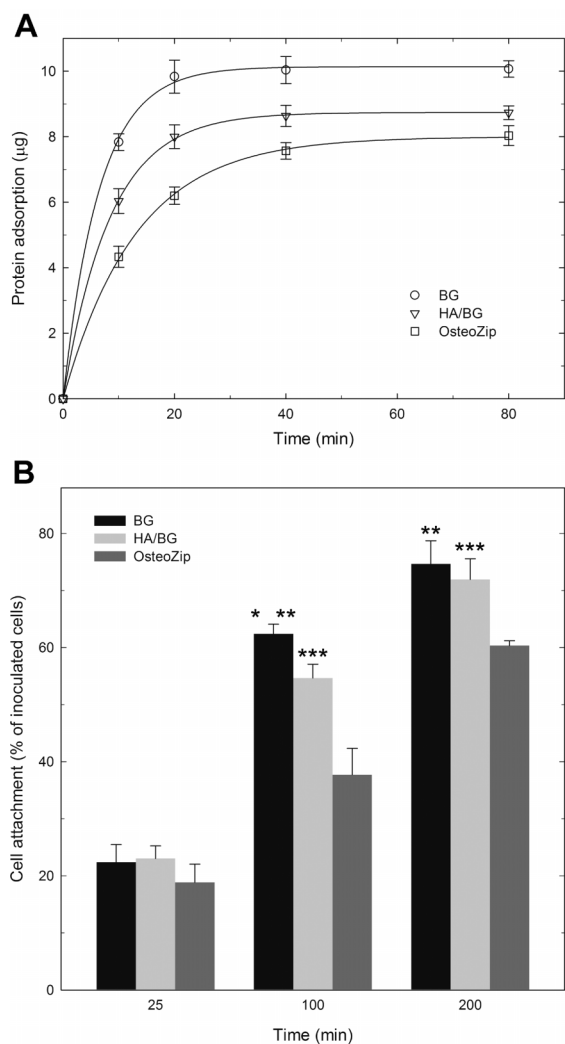 A
Protein adsorption (µg)
10
8
6
4
2
0
BG
HA/BG
OsteoZip
0 20 40 60 80
Time (min)
B
Cell attachment (% of inoculated cells)
80
60
40
20
0
BG
HA/BG
OsteoZip
** ***
* ** ***
25 100 200
Time (min)